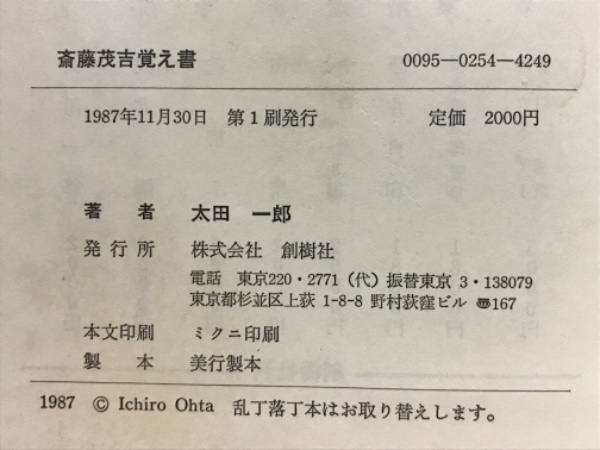 斎藤茂吉覚え書 0095―0254―4249
1987年11月30日 第1刷発行 定価 2000円
著者 太田 一郎
発行所 株式会社 創樹社
電話 東京220・2771（代）振替東京 3・138079
東京都杉並区上荻 1-8-8 野村荻窪ビル 〠167
本文印刷 ミクニ印刷
製本 美行製本
1987 © Ichiro Ohta 乱丁落丁本はお取り替えします。